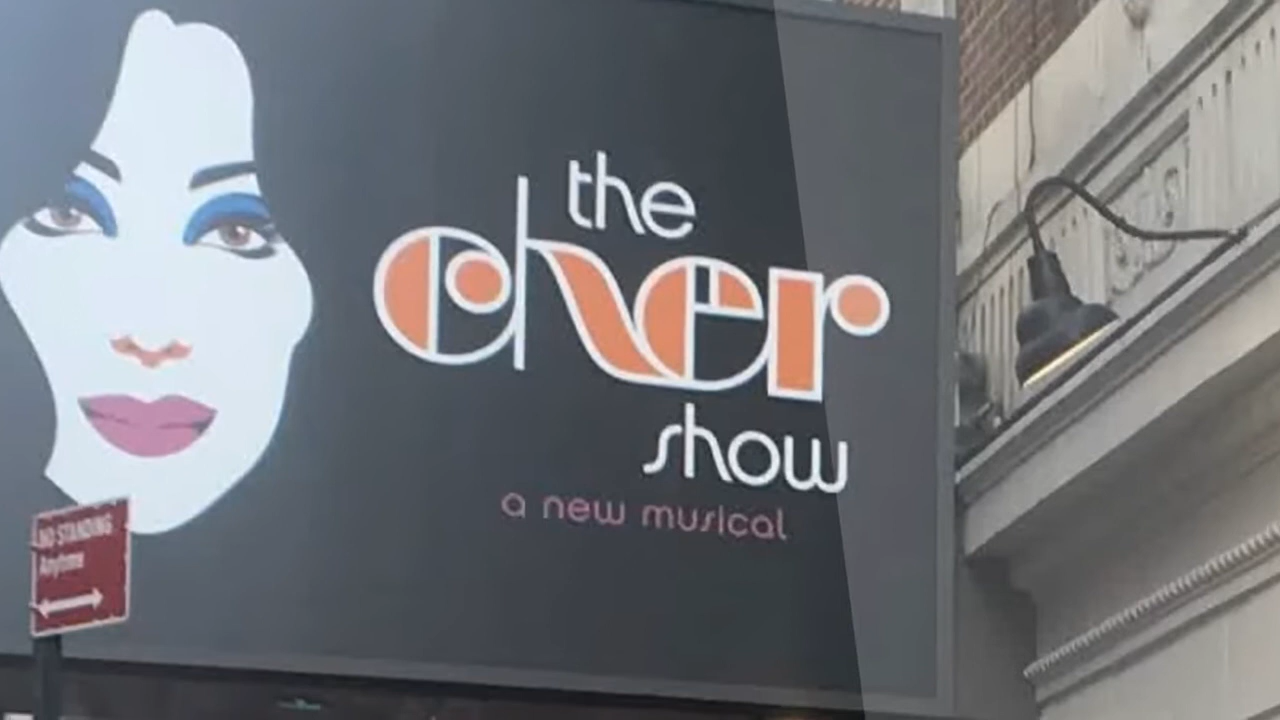 the
cher
show
a new musical
NO STANDING
Anytime